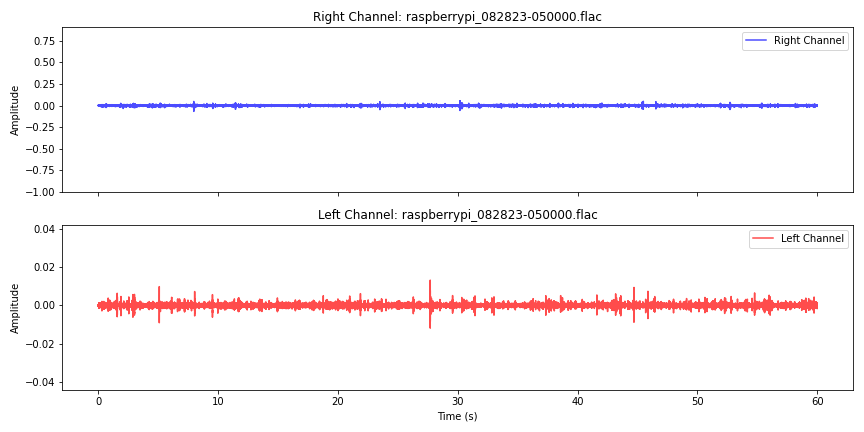 Right Channel: raspberrypi_082823-050000.flac
Right Channel
0.75
0.50
0.25
0.00
−0.25
−0.50
−0.75
−1.00
Amplitude
Left Channel: raspberrypi_082823-050000.flac
Left Channel
0.04
0.02
0.00
−0.02
−0.04
Amplitude
0 10 20 30 40 50 60
Time (s)